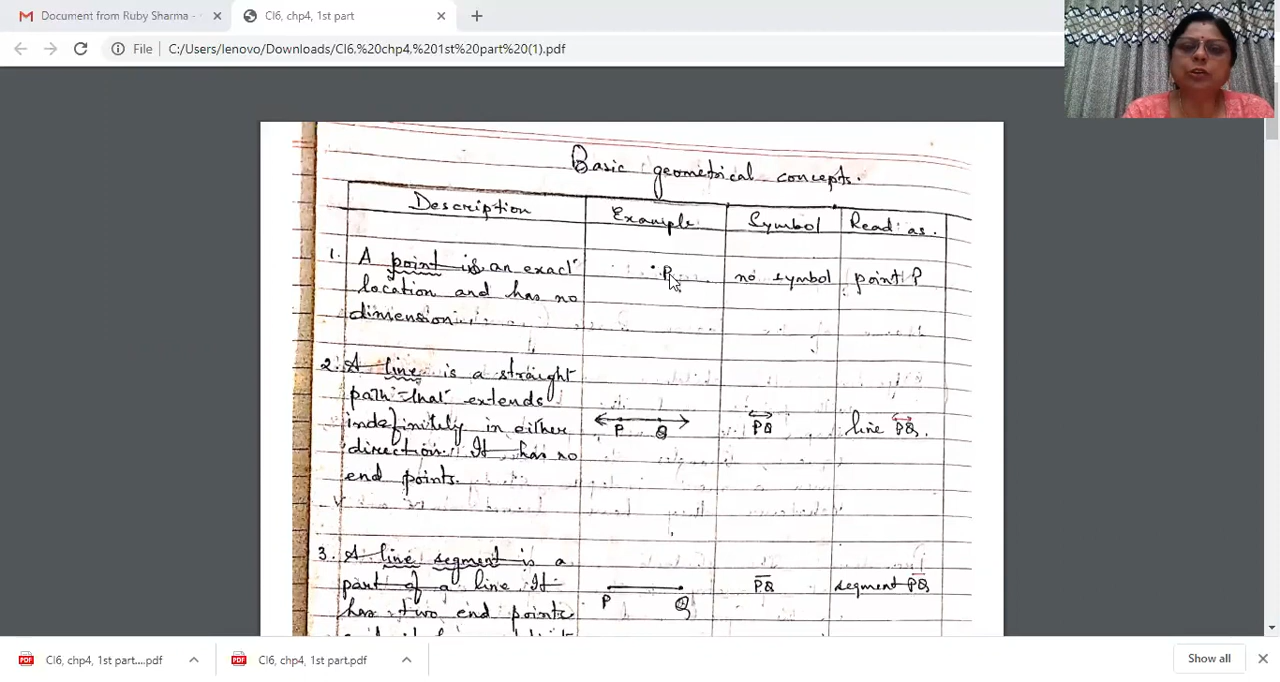 Document from Ruby Sharma -
Cl6, chp4, 1st part
File
C:/Users/lenovo/Downloads/Cl6.%20chp4,%201st%20part%20(1).pdf
Basic geometrical concepts.
Description Example Symbol Read as.
1. A point is an exact .P no symbol point P
location and has no
dimension.
2. A line is a straight
path that extends
indefinitely in either P Q PQ line PQ.
direction. It has no
end points.
3. A line segment is a
part of a line. It P Q PQ segment PQ
has two end points
Cl6, chp4, 1st part....pdf
Cl6, chp4, 1st part.pdf
Show all